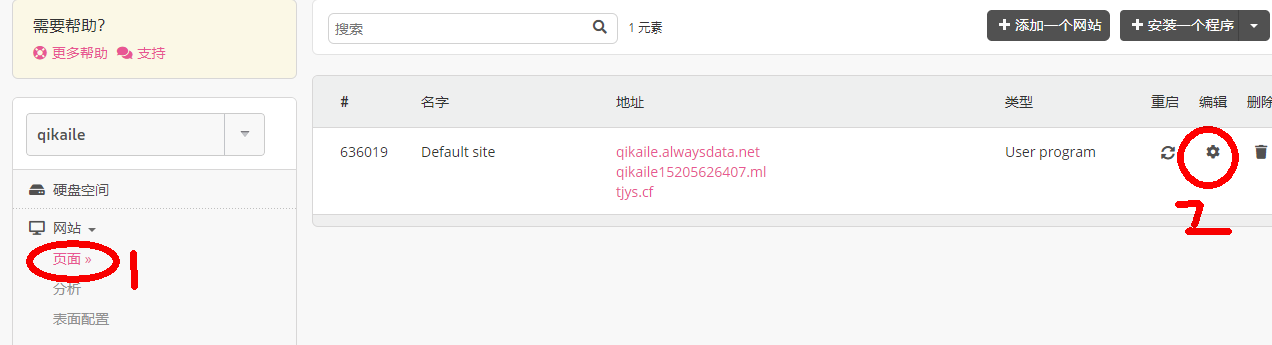 需要帮助?
更多帮助 支持
qikaile
硬盘空间
网站
页面 »
1
分析
表面配置
搜索
1 元素
添加一个网站
安装一个程序
# 名字 地址 类型 重启 编辑 删除
636019 Default site qikaile.alwaysdata.net User program
qikaile15205626407.ml
tjys.cf
2